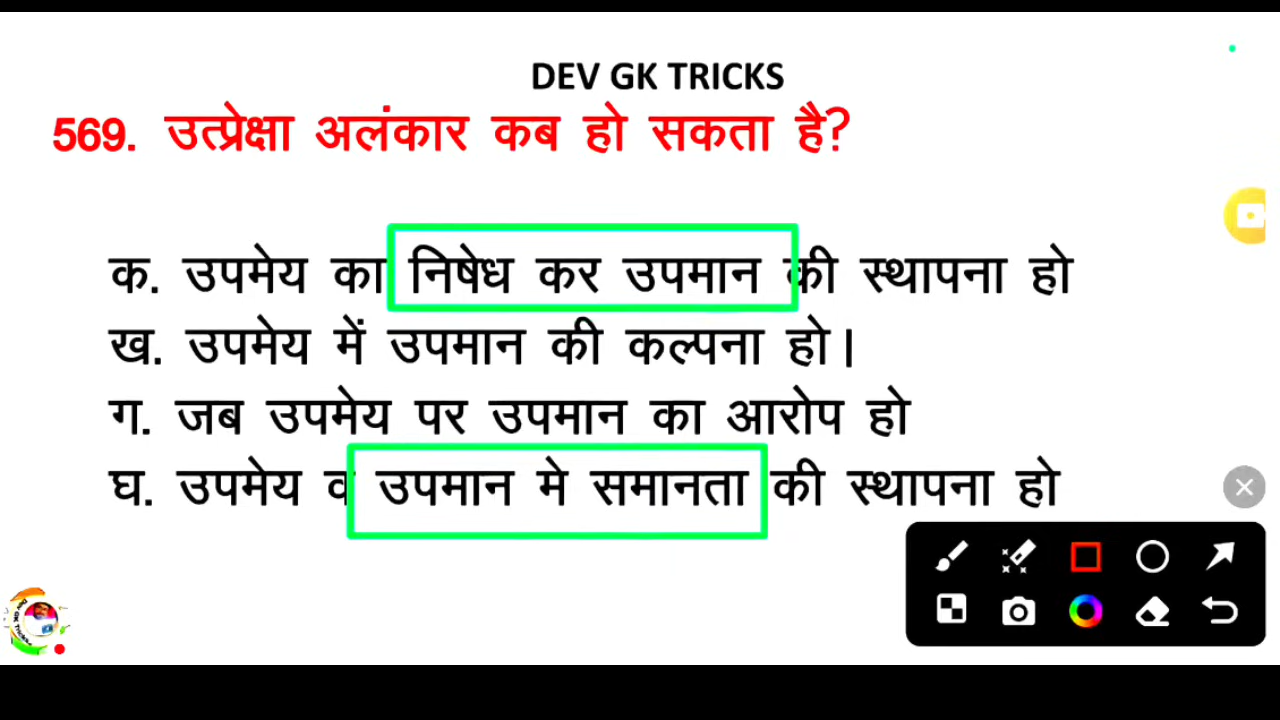 DEV GK TRICKS
569. उत्प्रेक्षा अलंकार कब हो सकता है?
क. उपमेय का निषेध कर उपमान की स्थापना हो
ख. उपमेय में उपमान की कल्पना हो।
ग. जब उपमेय पर उपमान का आरोप हो
घ. उपमेय व उपमान मे समानता की स्थापना हो